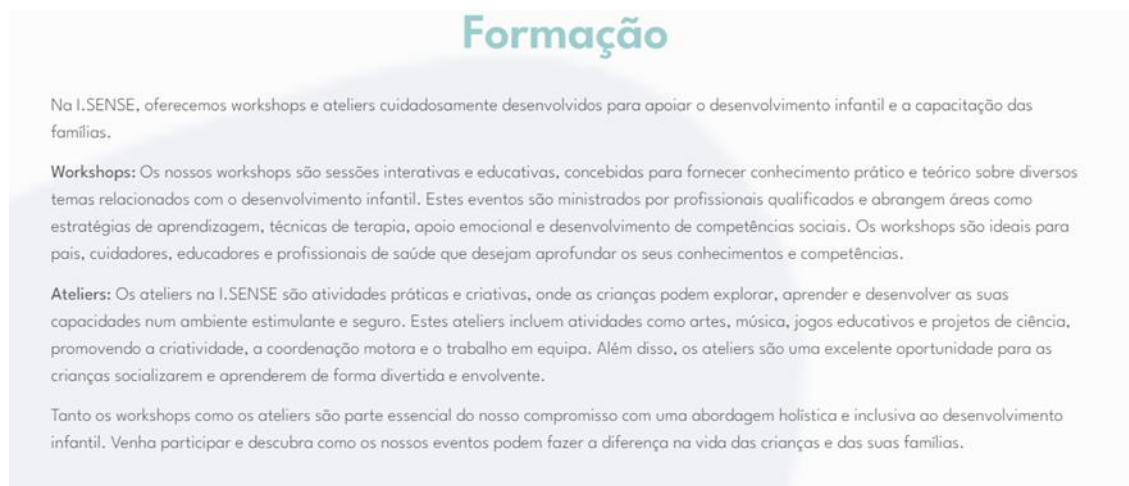 Formação
Na I.SENSE, oferecemos workshops e ateliers cuidadosamente desenvolvidos para apoiar o desenvolvimento infantil e a capacitação das
famílias.
Workshops: Os nossos workshops são sessões interativas e educativas, concebidas para fornecer conhecimento prático e teórico sobre diversos
temas relacionados com o desenvolvimento infantil. Estes eventos são ministrados por profissionais qualificados e abrangem áreas como
estratégias de aprendizagem, técnicas de terapia, apoio emocional e desenvolvimento de competências sociais. Os workshops são ideais para
pais, cuidadores, educadores e profissionais de saúde que desejam aprofundar os seus conhecimentos e competências.
Ateliers: Os ateliers na I.SENSE são atividades práticas e criativas, onde as crianças podem explorar, aprender e desenvolver as suas
capacidades num ambiente estimulante e seguro. Estes ateliers incluem atividades como artes, música, jogos educativos e projetos de ciência,
promovendo a criatividade, a coordenação motora e o trabalho em equipa. Além disso, os ateliers são uma excelente oportunidade para as
crianças socializarem e aprenderem de forma divertida e envolvente.
Tanto os workshops como os ateliers são parte essencial do nosso compromisso com uma abordagem holística e inclusiva ao desenvolvimento
infantil. Venha participar e descubra como os nossos eventos podem fazer a diferença na vida das crianças e das suas famílias.